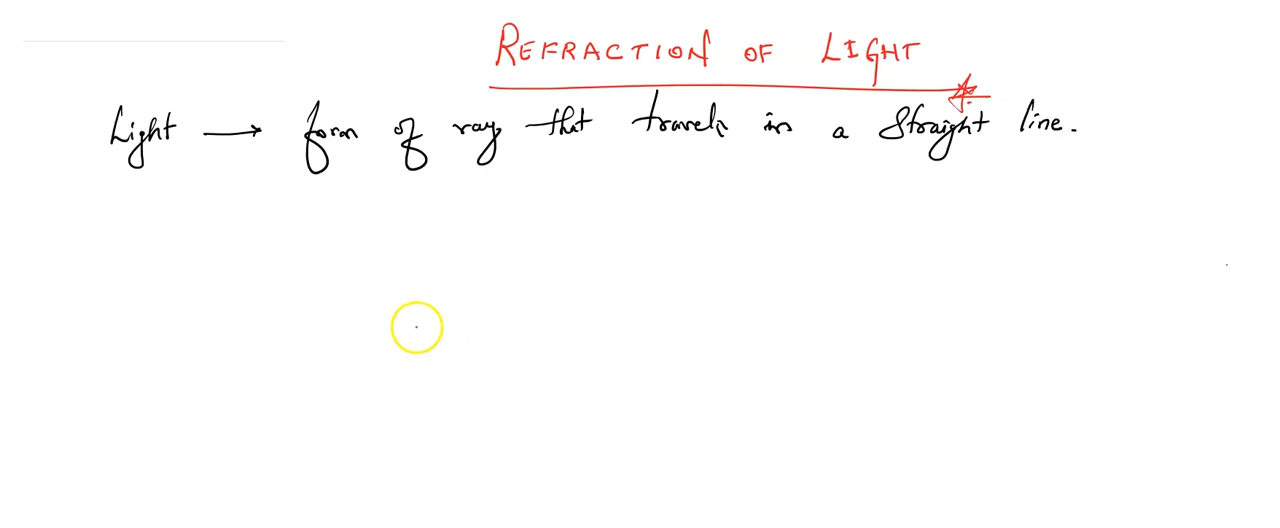 REFRACTION OF LIGHT
Light → form of ray that travels in a straight line.